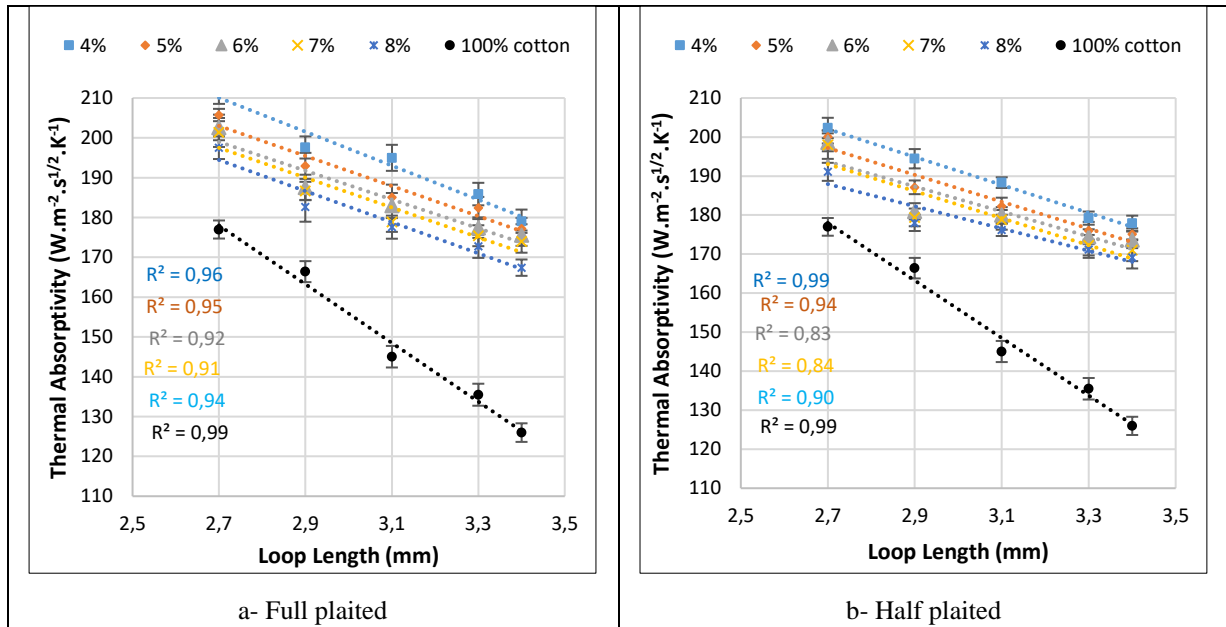 4% 5% 6% 7% 8% 100% cotton
Thermal Absorptivity (W.m⁻².s¹ᐟ².K⁻¹)
210
200
190
180
170
160
150
140
130
120
110
R² = 0,96
R² = 0,95
R² = 0,92
R² = 0,91
R² = 0,94
R² = 0,99
2,5 2,7 2,9 3,1 3,3 3,5
Loop Length (mm)
a- Full plaited
4% 5% 6% 7% 8% 100% cotton
Thermal Absorptivity (W.m⁻².s¹ᐟ².K⁻¹)
210
200
190
180
170
160
150
140
130
120
110
R² = 0,99
R² = 0,94
R² = 0,83
R² = 0,84
R² = 0,90
R² = 0,99
2,5 2,7 2,9 3,1 3,3 3,5
Loop Length (mm)
b- Half plaited